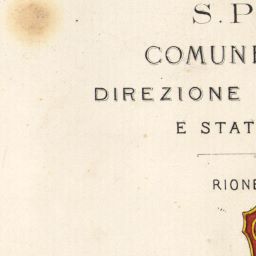 S.P
COMUNE
DIREZIONE
E STAT
RIONE